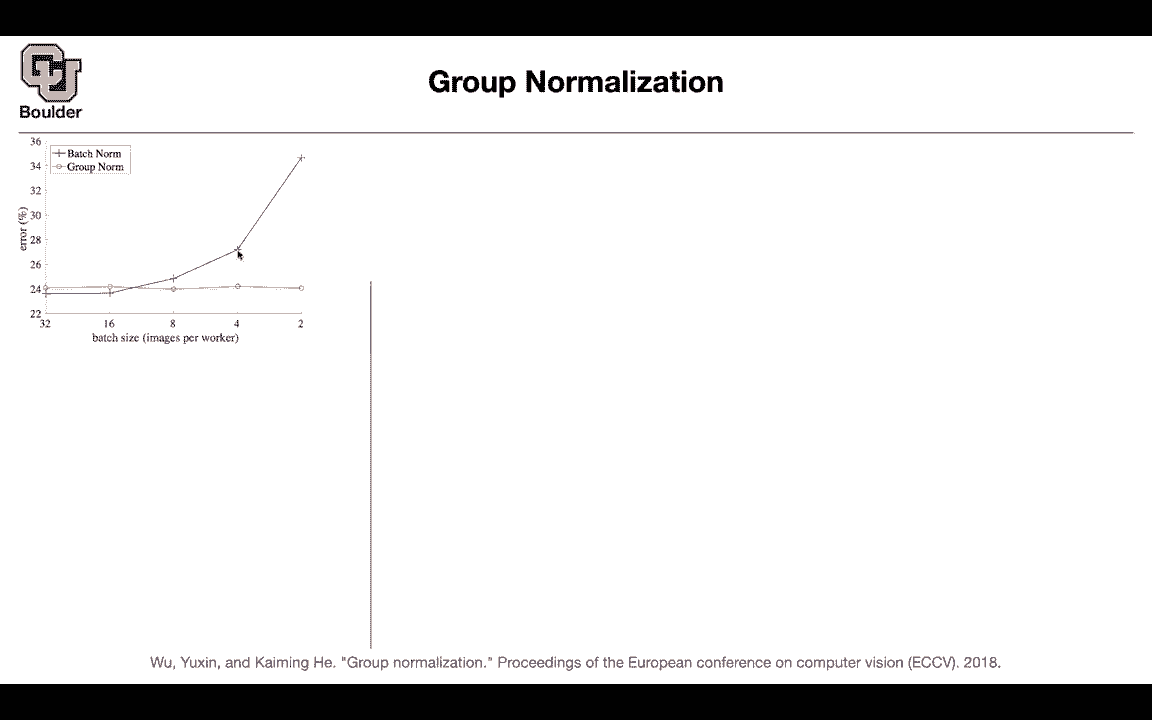 Boulder
Group Normalization
36
34
32
30
28
26
24
22
error (%)
Batch Norm
Group Norm
32 16 8 4 2
batch size (images per worker)
Wu, Yuxin, and Kaiming He. "Group normalization." Proceedings of the European conference on computer vision (ECCV). 2018.